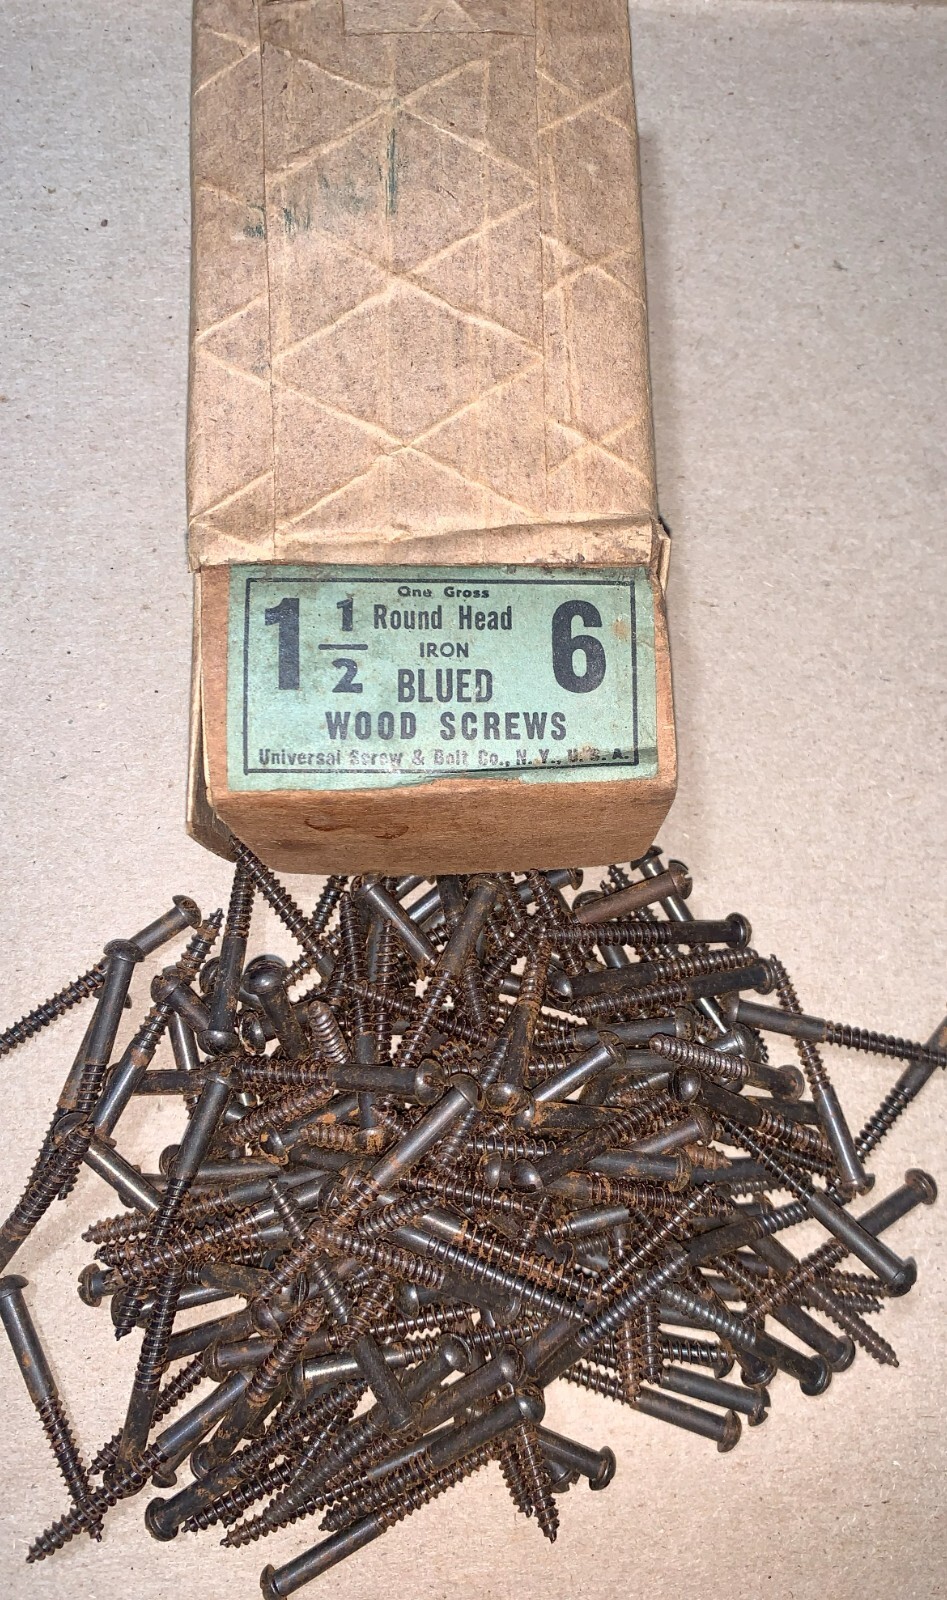 One Gross
1 1/2 Round Head 6
IRON
BLUED
WOOD SCREWS
Universal Screw & Bolt Co., N. Y., U. S. A.